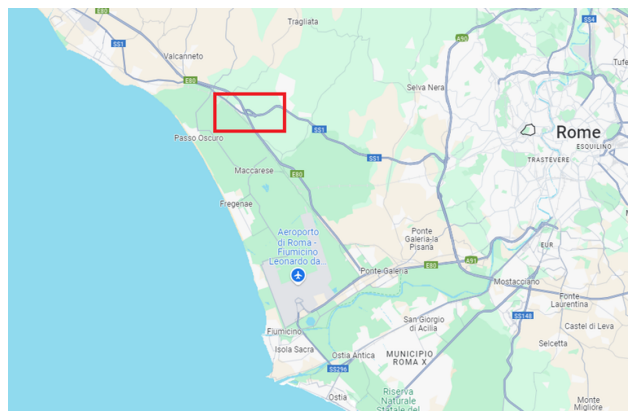 E80
Tragliata
SS4
SS1
A90
Valcanneto
Tufe
E80
Selva Nera
SS1
Rome
Passo Oscuro
ESQUILINO
SS1
TRASTEVERE
Maccarese
E80
Fregenae
Aeroporto
di Roma -
Fiumicino
Leonardo da...
Ponte
Galeria-la
Pisana
EUR
E80
A91
Ponte Galeria
Mostacciano
Fonte
Laurentina
SS148
San Giorgio
di Acilia
Castel di Leva
Fiumicino
Selcetta
Isola Sacra
Ostia Antica
MUNICIPIO
ROMA X
SS296
Riserva
Naturale
Statale del
Ostia
Monte
Migliore